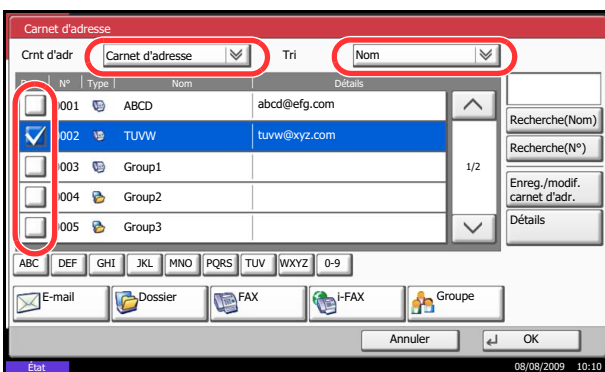 Carnet d'adresse
Crnt d'adr Carnet d'adresse Tri Nom
N° Type Nom Détails
0001 ABCD abcd@efg.com
0002 TUVW tuvw@xyz.com
0003 Group1
0004 Group2
0005 Group3
1/2
Recherche(Nom)
Recherche(N°)
Enreg./modif.
carnet d'adr.
Détails
ABC DEF GHI JKL MNO PQRS TUV WXYZ 0-9
E-mail Dossier FAX i-FAX Groupe
Annuler OK
État 08/08/2009 10:10